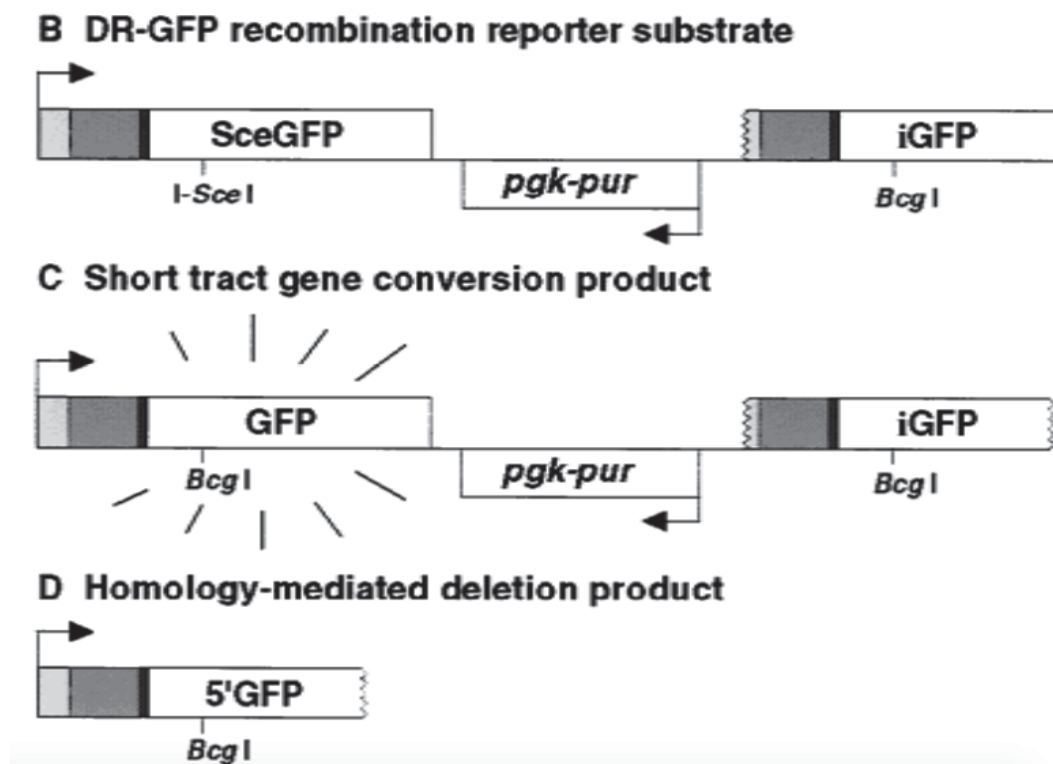 B DR-GFP recombination reporter substrate
SceGFP
iGFP
I-SceI
pgk-pur
BcgI
C Short tract gene conversion product
GFP
iGFP
BcgI
pgk-pur
BcgI
D Homology-mediated deletion product
5'GFP
BcgI